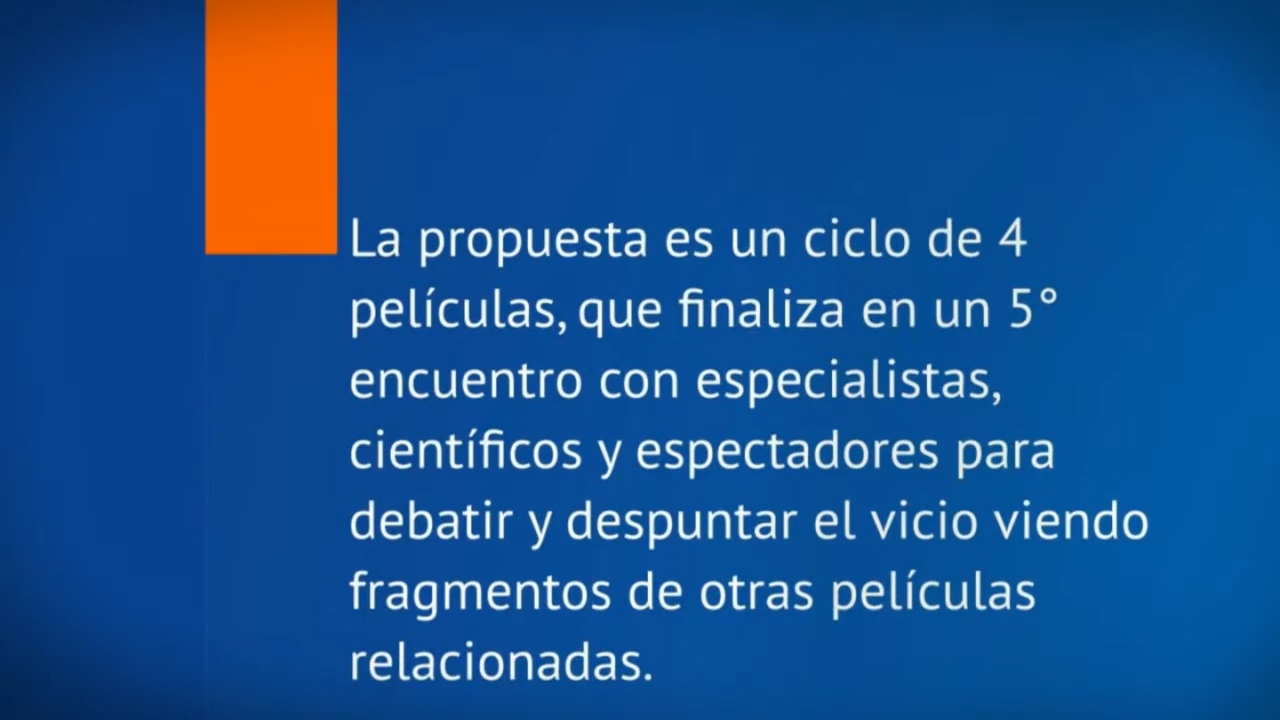 La propuesta es un ciclo de 4
películas, que finaliza en un 5°
encuentro con especialistas,
científicos y espectadores para
debatir y despuntar el vicio viendo
fragmentos de otras películas
relacionadas.